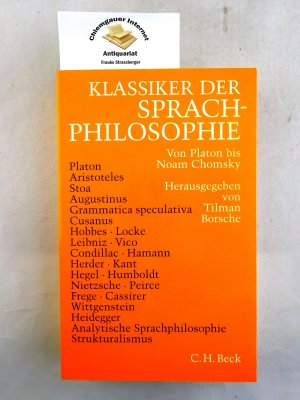 Chiemgauer Internet
Antiquariat
Frauke Strassberger
KLASSIKER DER
SPRACH-
PHILOSOPHIE
Von Platon bis
Noam Chomsky
Herausgegeben
von
Tilman
Borsche
Platon
Aristoteles
Stoa
Augustinus
Grammatica speculativa
Cusanus
Hobbes · Locke
Leibniz · Vico
Condillac · Hamann
Herder · Kant
Hegel · Humboldt
Nietzsche · Peirce
Frege · Cassirer
Wittgenstein
Heidegger
Analytische Sprachphilosophie
Strukturalismus
C. H. Beck